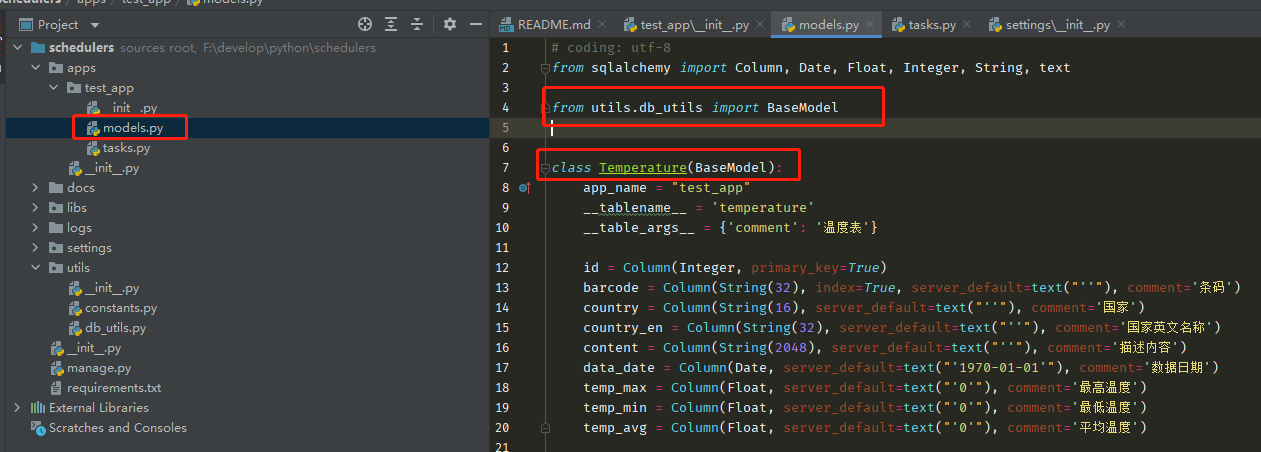 schedulers
apps
test_app
models.py
Project
schedulers sources root, F:\develop\python\schedulers
apps
test_app
__init__.py
models.py
tasks.py
__init__.py
docs
libs
logs
settings
utils
__init__.py
constants.py
db_utils.py
__init__.py
manage.py
requirements.txt
External Libraries
Scratches and Consoles
README.md
test_app\__init__.py
models.py
tasks.py
settings\__init__.py
1 # coding: utf-8
2 from sqlalchemy import Column, Date, Float, Integer, String, text
3
4 from utils.db_utils import BaseModel
5
6
7 class Temperature(BaseModel):
8 app_name = "test_app"
9 __tablename__ = 'temperature'
10 __table_args__ = {'comment': '温度表'}
11
12 id = Column(Integer, primary_key=True)
13 barcode = Column(String(32), index=True, server_default=text("''"), comment='条码')
14 country = Column(String(16), server_default=text("''"), comment='国家')
15 country_en = Column(String(32), server_default=text("''"), comment='国家英文名称')
16 content = Column(String(2048), server_default=text("''"), comment='描述内容')
17 data_date = Column(Date, server_default=text("'1970-01-01'"), comment='数据日期')
18 temp_max = Column(Float, server_default=text("'0'"), comment='最高温度')
19 temp_min = Column(Float, server_default=text("'0'"), comment='最低温度')
20 temp_avg = Column(Float, server_default=text("'0'"), comment='平均温度')
21